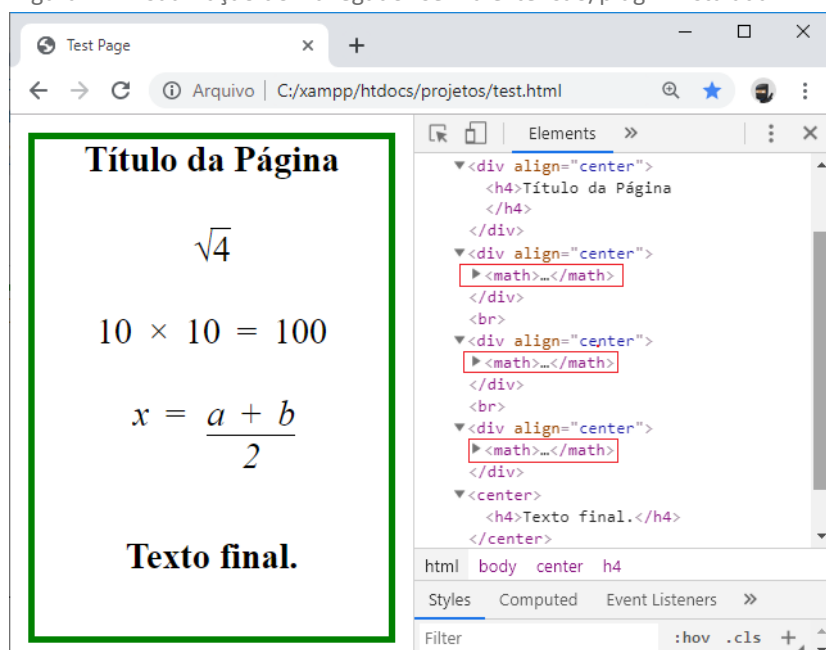 Test Page
Arquivo | C:/xampp/htdocs/projetos/test.html
Título da Página
√4
10 × 10 = 100
x = a + b
2
Texto final.
Elements »
▼<div align="center">
<h4>Título da Página
</h4>
</div>
▼<div align="center">
▶<math>…</math>
</div>
<br>
▼<div align="center">
▶<math>…</math>
</div>
<br>
▼<div align="center">
▶<math>…</math>
</div>
▼<center>
<h4>Texto final.</h4>
</center>
html body center h4
Styles Computed Event Listeners »
Filter :hov .cls +